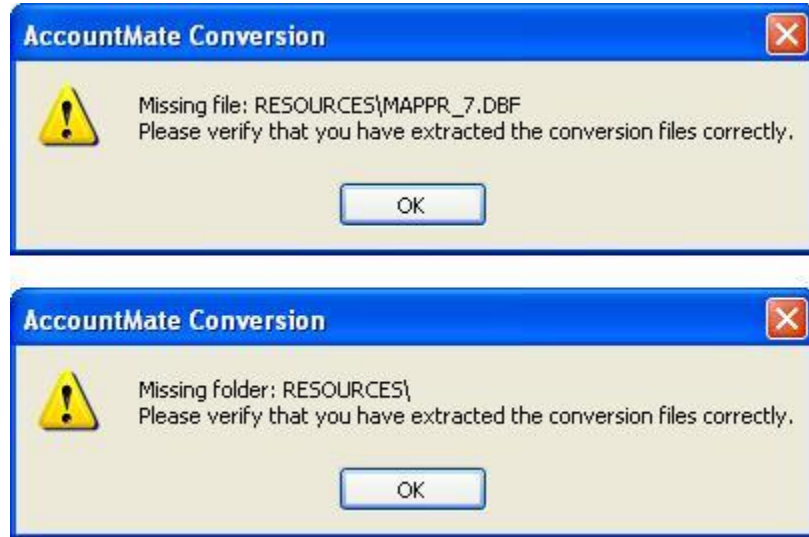 AccountMate Conversion
Missing file: RESOURCES\MAPPR_7.DBF
Please verify that you have extracted the conversion files correctly.
OK
AccountMate Conversion
Missing folder: RESOURCES\
Please verify that you have extracted the conversion files correctly.
OK